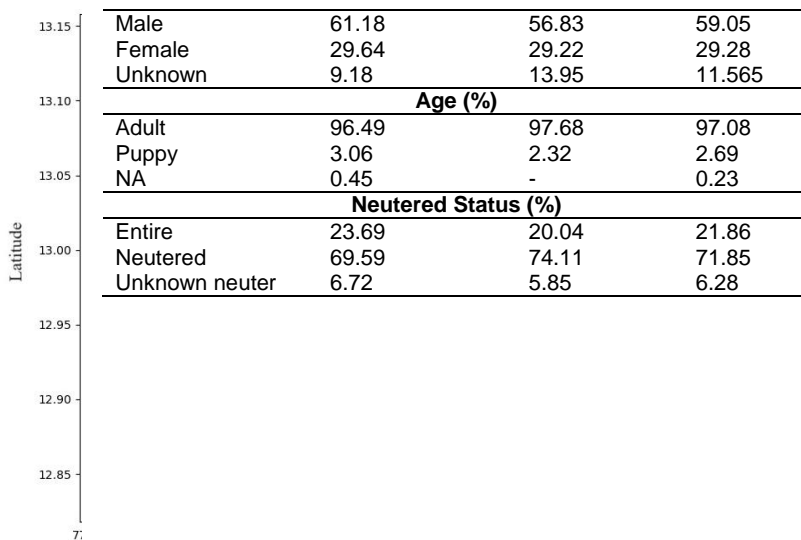 Male 61.18 56.83 59.05
Female 29.64 29.22 29.28
Unknown 9.18 13.95 11.565
Age (%)
Adult 96.49 97.68 97.08
Puppy 3.06 2.32 2.69
NA 0.45 - 0.23
Neutered Status (%)
Entire 23.69 20.04 21.86
Neutered 69.59 74.11 71.85
Unknown neuter 6.72 5.85 6.28
Latitude
13.15
13.10
13.05
13.00
12.95
12.90
12.85